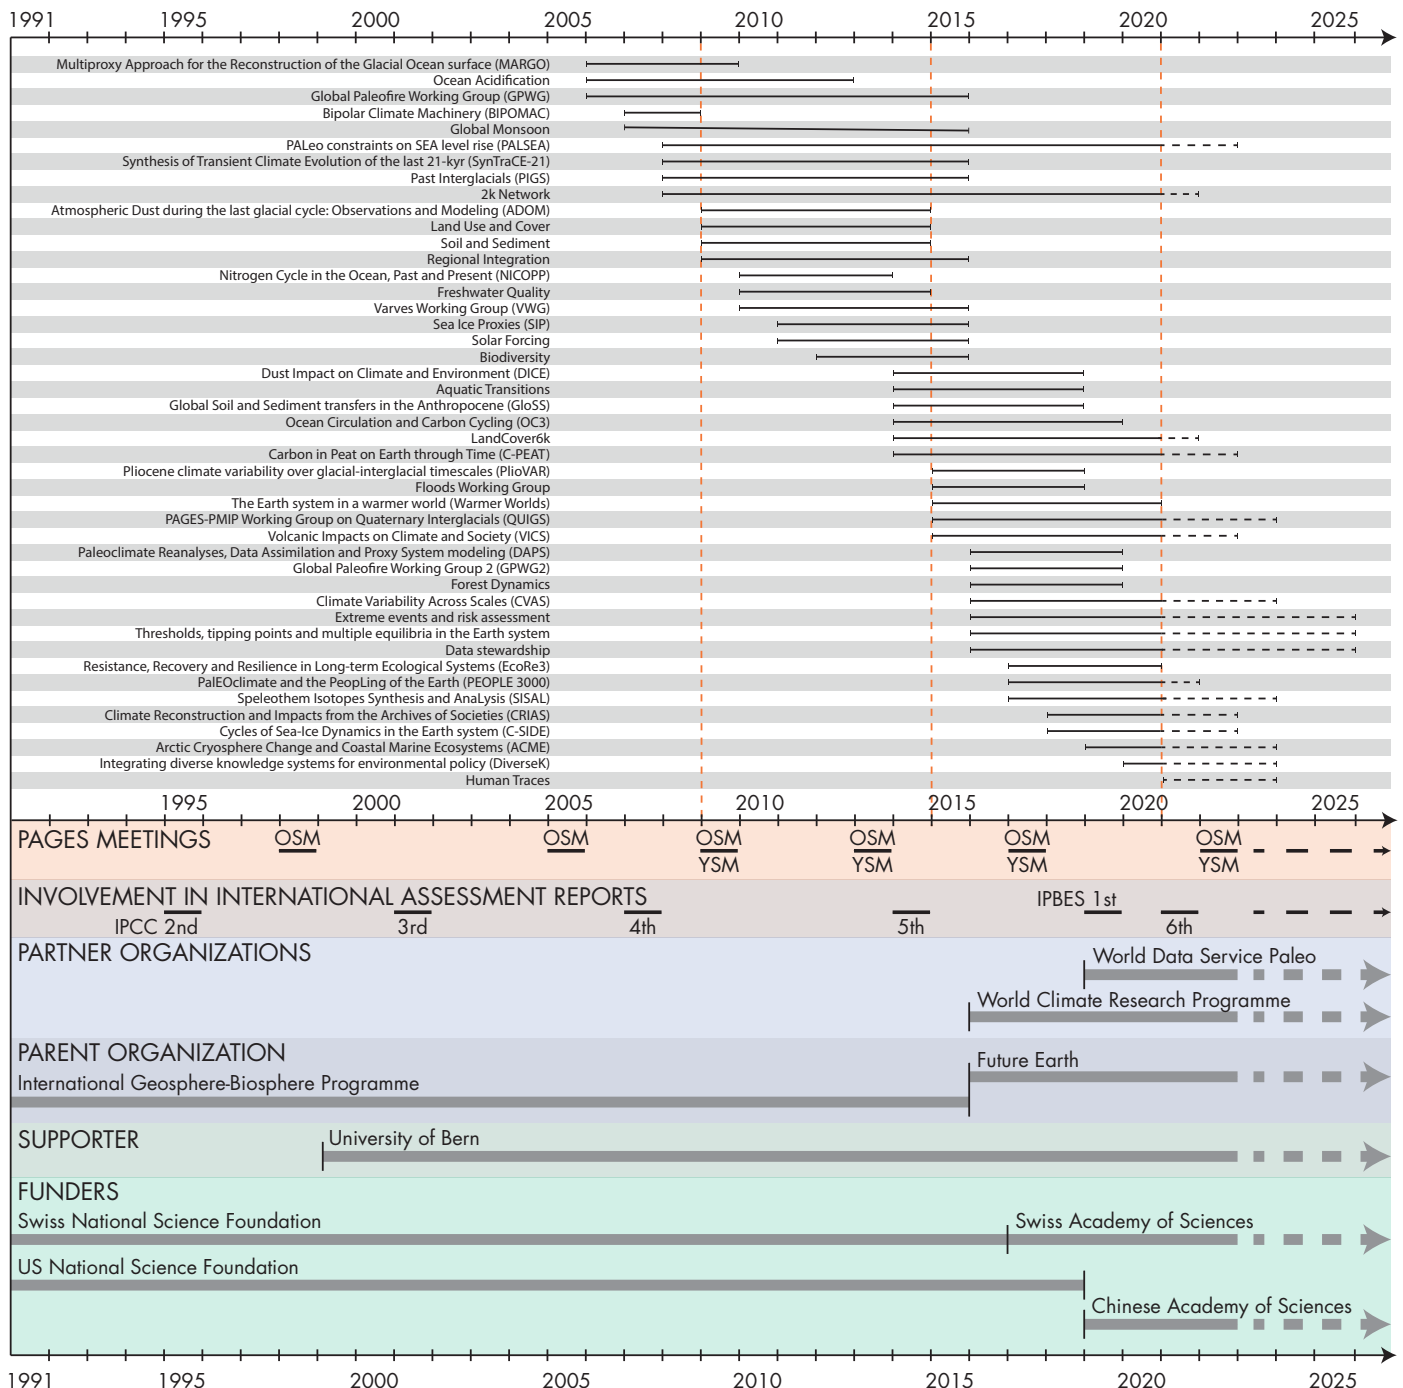 1991 1995 2000 2005 2010 2015 2020 2025
Multiproxy Approach for the Reconstruction of the Glacial Ocean surface (MARGO)
Ocean Acidification
Global Paleofire Working Group (GPWG)
Bipolar Climate Machinery (BIPOMAC)
Global Monsoon
PALeo constraints on SEA level rise (PALSEA)
Synthesis of Transient Climate Evolution of the last 21-kyr (SynTraCE-21)
Past Interglacials (PIGS)
2k Network
Atmospheric Dust during the last glacial cycle: Observations and Modeling (ADOM)
Land Use and Cover
Soil and Sediment
Regional Integration
Nitrogen Cycle in the Ocean, Past and Present (NICOPP)
Freshwater Quality
Varves Working Group (VWG)
Sea Ice Proxies (SIP)
Solar Forcing
Biodiversity
Dust Impact on Climate and Environment (DICE)
Aquatic Transitions
Global Soil and Sediment transfers in the Anthropocene (GloSS)
Ocean Circulation and Carbon Cycling (OC3)
LandCover6k
Carbon in Peat on Earth through Time (C-PEAT)
Pliocene climate variability over glacial-interglacial timescales (PlioVAR)
Floods Working Group
The Earth system in a warmer world (Warmer Worlds)
PAGES-PMIP Working Group on Quaternary Interglacials (QUIGS)
Volcanic Impacts on Climate and Society (VICS)
Paleoclimate Reanalyses, Data Assimilation and Proxy System modeling (DAPS)
Global Paleofire Working Group 2 (GPWG2)
Forest Dynamics
Climate Variability Across Scales (CVAS)
Extreme events and risk assessment
Thresholds, tipping points and multiple equilibria in the Earth system
Data stewardship
Resistance, Recovery and Resilience in Long-term Ecological Systems (EcoRe3)
PalEOclimate and the PeopLing of the Earth (PEOPLE 3000)
Speleothem Isotopes Synthesis and AnaLysis (SISAL)
Climate Reconstruction and Impacts from the Archives of Societies (CRIAS)
Cycles of Sea-Ice Dynamics in the Earth system (C-SIDE)
Arctic Cryosphere Change and Coastal Marine Ecosystems (ACME)
Integrating diverse knowledge systems for environmental policy (DiverseK)
Human Traces
1995 2000 2005 2010 2015 2020 2025
PAGES MEETINGS OSM OSM OSM OSM OSM OSM
YSM YSM YSM YSM
INVOLVEMENT IN INTERNATIONAL ASSESSMENT REPORTS IPBES 1st
IPCC 2nd 3rd 4th 5th 6th
PARTNER ORGANIZATIONS
World Data Service Paleo
World Climate Research Programme
PARENT ORGANIZATION
Future Earth
International Geosphere-Biosphere Programme
SUPPORTER University of Bern
FUNDERS
Swiss National Science Foundation Swiss Academy of Sciences
US National Science Foundation
Chinese Academy of Sciences
1991 1995 2000 2005 2010 2015 2020 2025